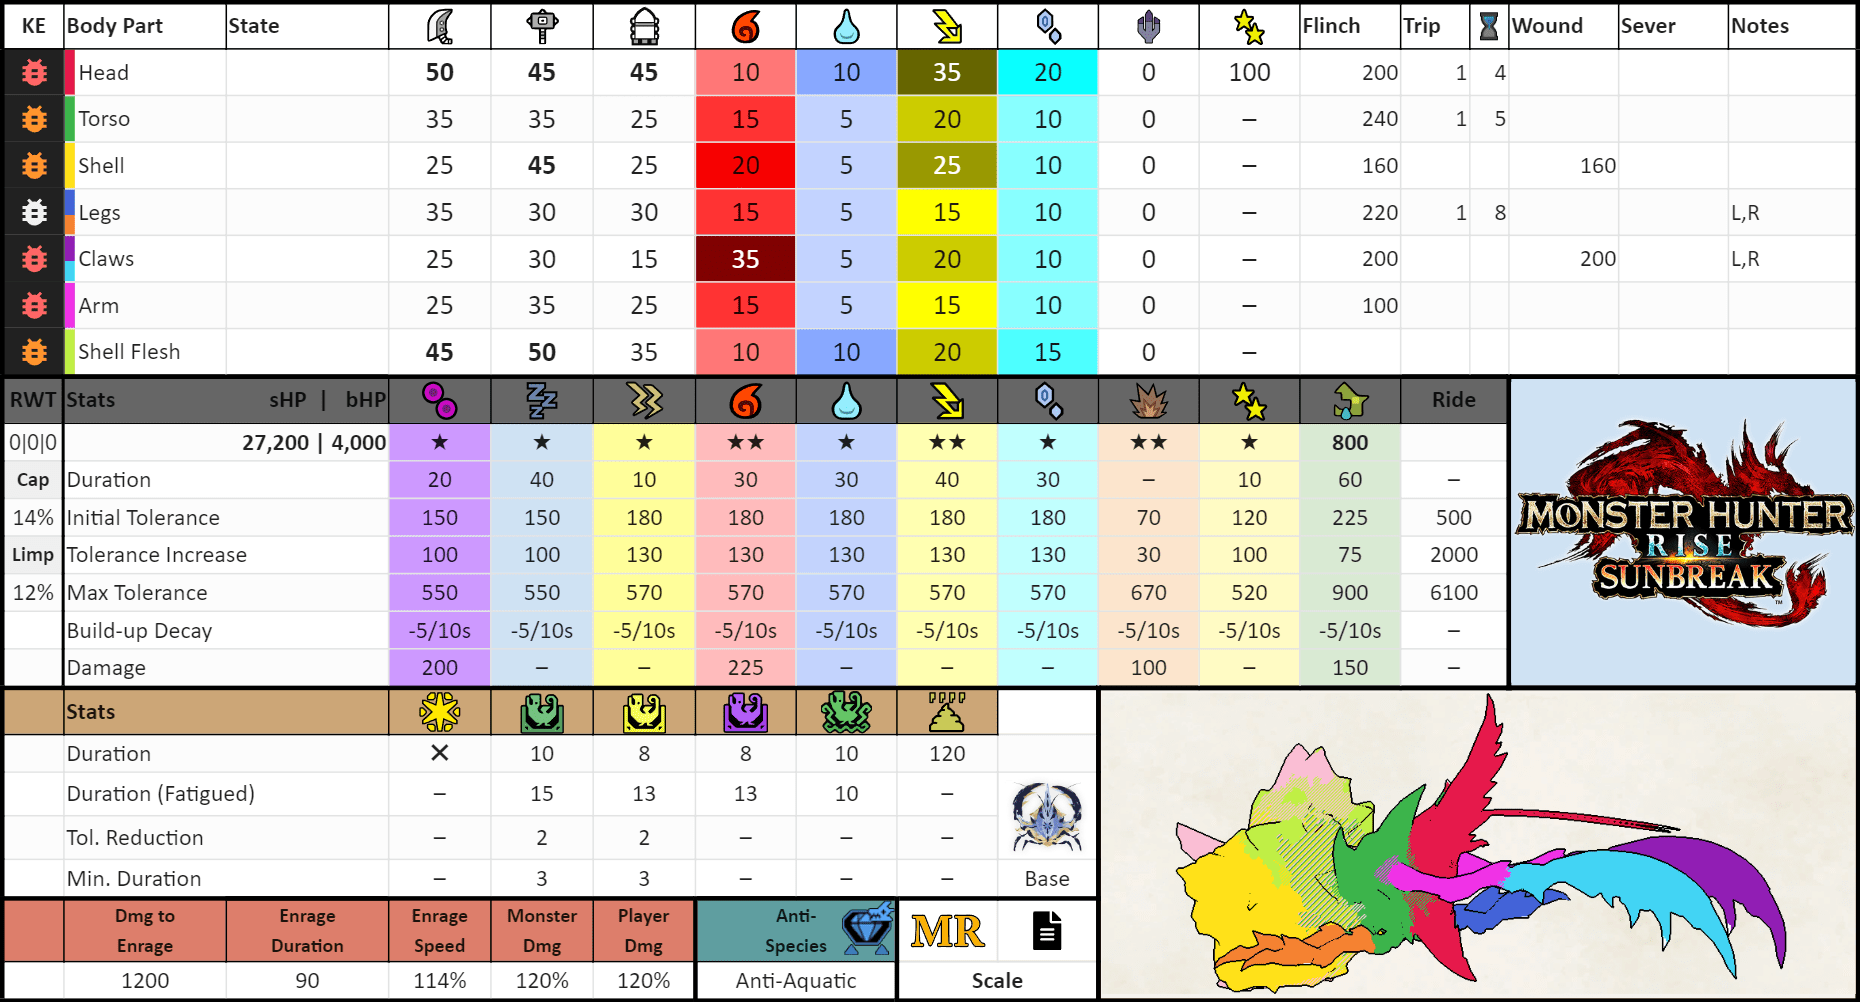 KE Body Part State Flinch Trip Wound Sever Notes
Head 50 45 45 10 10 35 20 0 100 200 1 4
Torso 35 35 25 15 5 20 10 0 – 240 1 5
Shell 25 45 25 20 5 25 10 0 – 160 160
Legs 35 30 30 15 5 15 10 0 – 220 1 8 L,R
Claws 25 30 15 35 5 20 10 0 – 200 200 L,R
Arm 25 35 25 15 5 15 10 0 – 100
Shell Flesh 45 50 35 10 10 20 15 0 –
RWT Stats sHP | bHP Ride
0|0|0 27,200 | 4,000 ★ ★ ★ ★★ ★ ★★ ★ ★★ ★ 800
Cap Duration 20 40 10 30 30 40 30 – 10 60 –
14% Initial Tolerance 150 150 180 180 180 180 180 70 120 225 500
Limp Tolerance Increase 100 100 130 130 130 130 130 30 100 75 2000
12% Max Tolerance 550 550 570 570 570 570 570 670 520 900 6100
Build-up Decay -5/10s -5/10s -5/10s -5/10s -5/10s -5/10s -5/10s -5/10s -5/10s -5/10s –
Damage 200 – – 225 – – – 100 – 150 –
MONSTER HUNTER
RISE
SUNBREAK
TM
Stats
Duration ✕ 10 8 8 10 120
Duration (Fatigued) – 15 13 13 10 –
Tol. Reduction – 2 2 – – –
Min. Duration – 3 3 – – – Base
Dmg to Enrage Enrage Monster Player Anti-
Enrage Duration Speed Dmg Dmg Species
MR
1200 90 114% 120% 120% Anti-Aquatic Scale